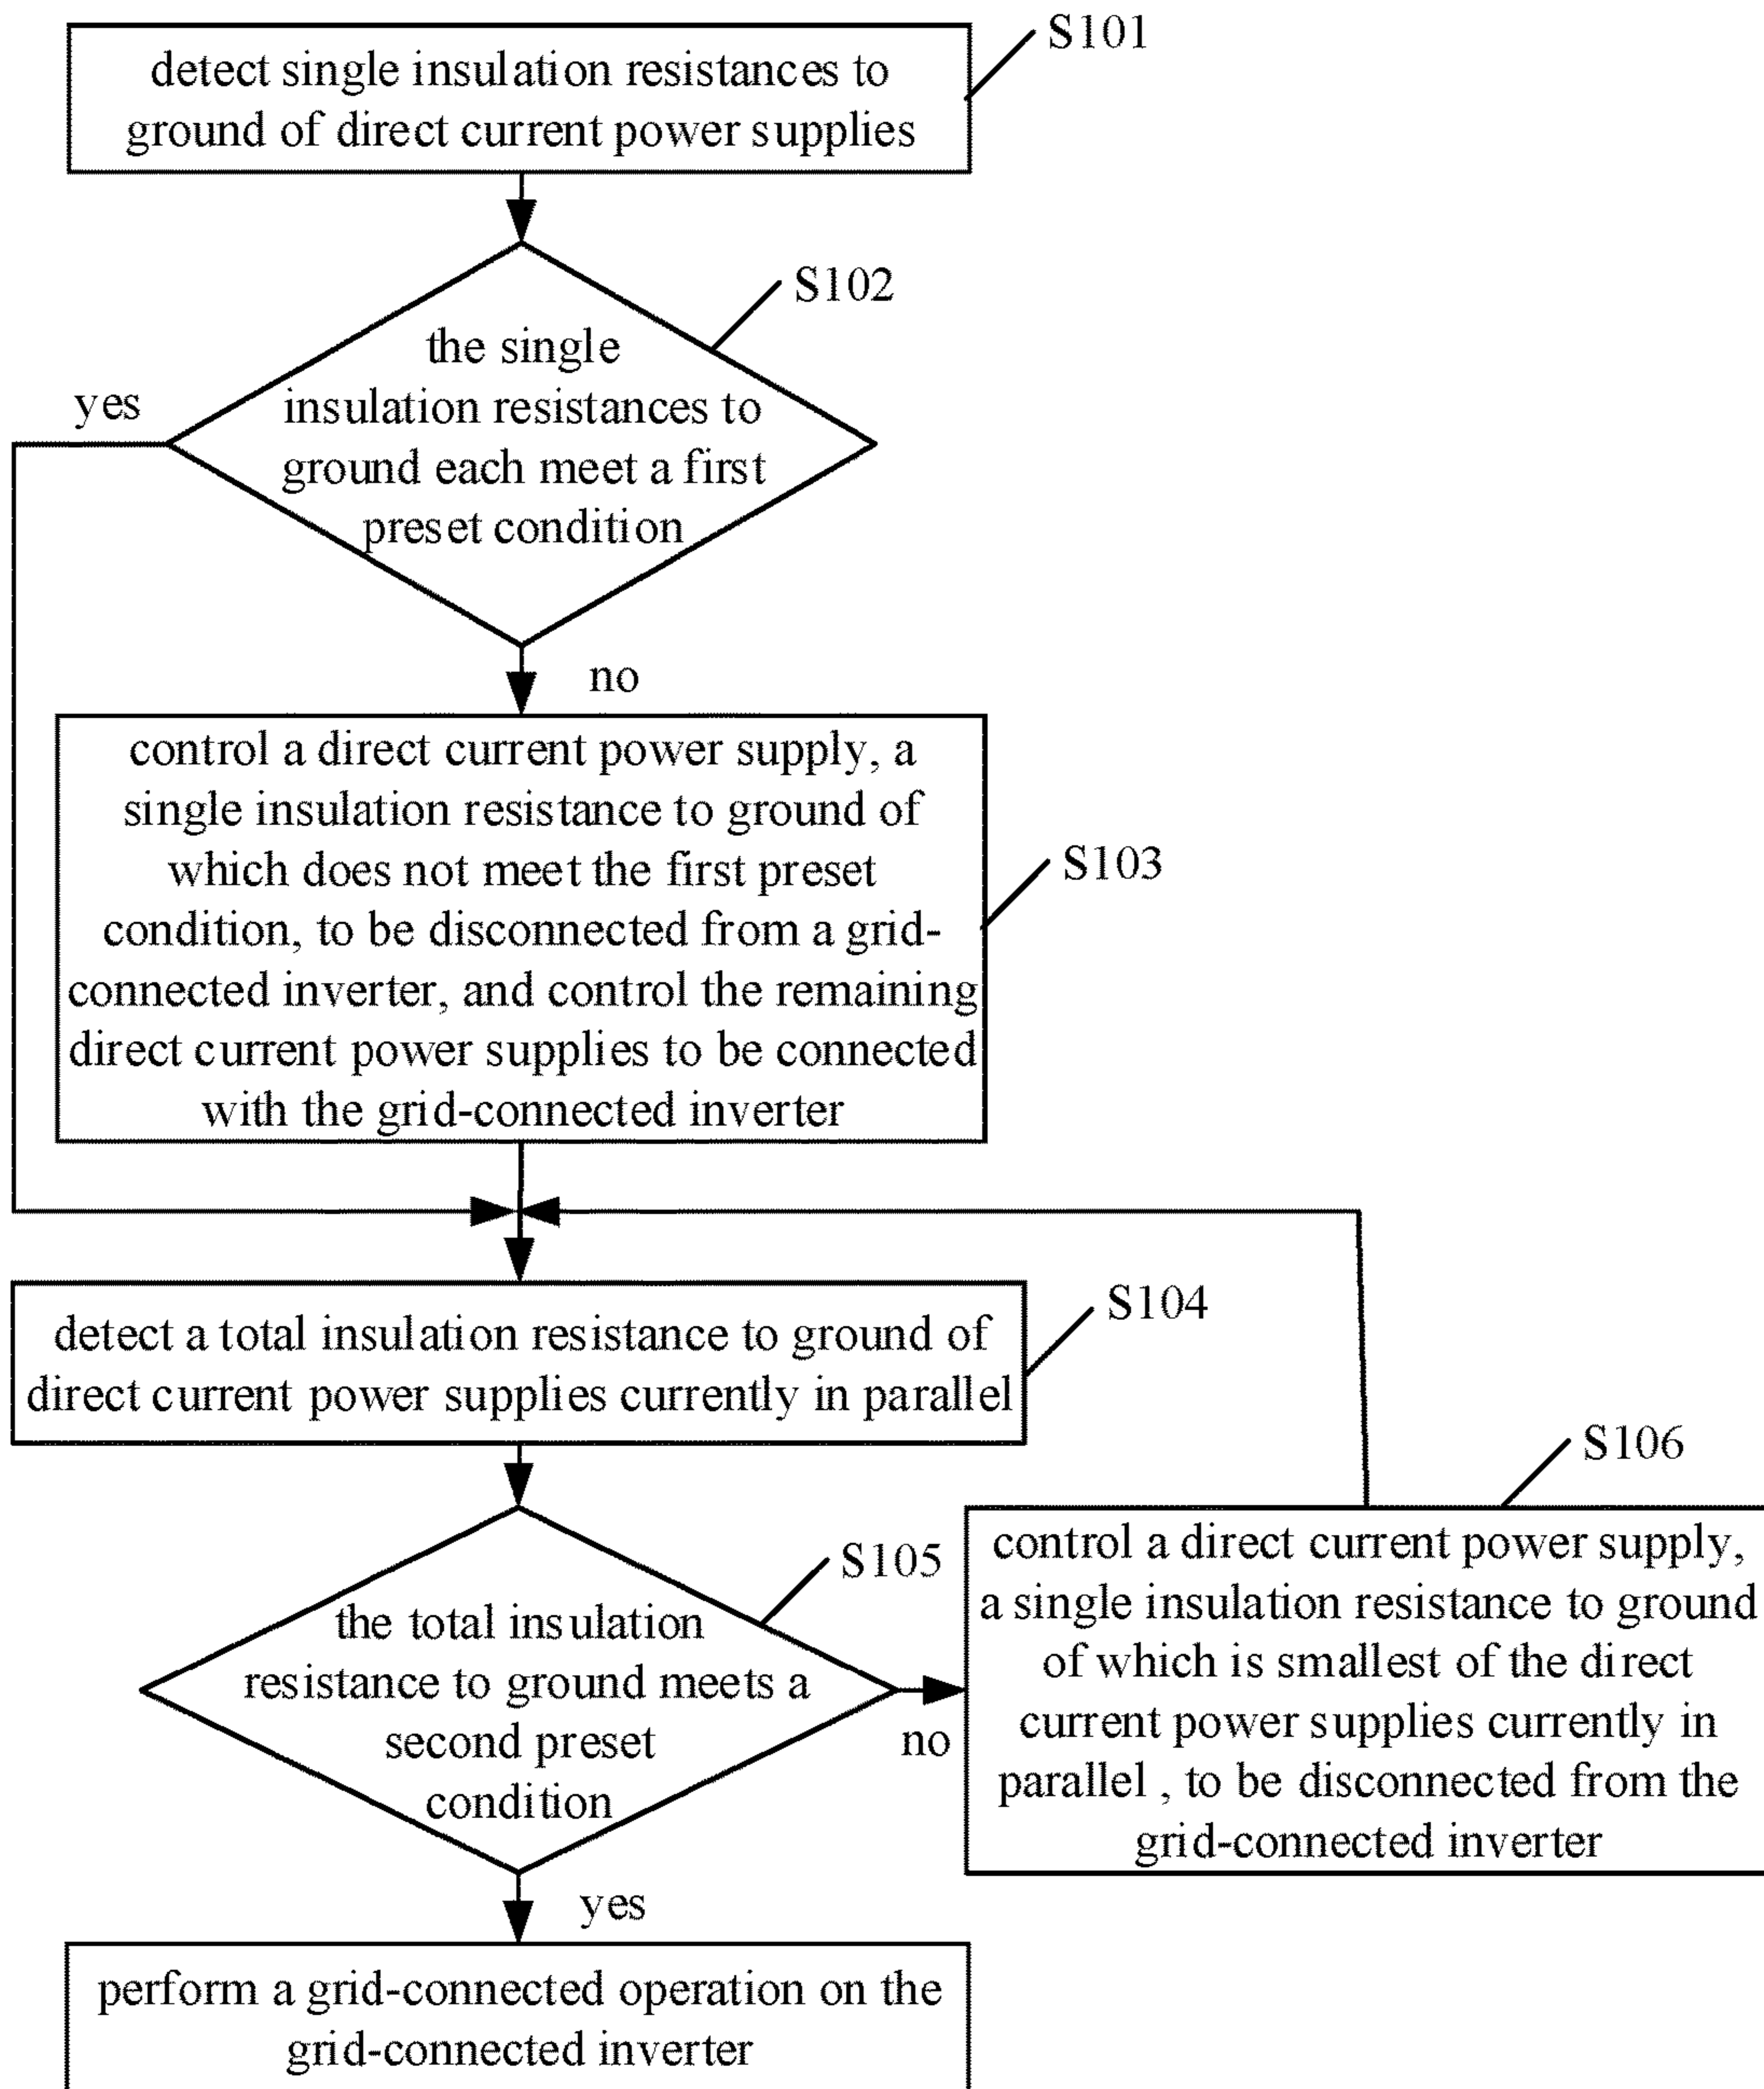 S101
detect single insulation resistances to
ground of direct current power supplies
S102
the single
insulation resistances to
ground each meet a first
preset condition
yes
no
control a direct current power supply, a
single insulation resistance to ground of
which does not meet the first preset
condition, to be disconnected from a grid-
connected inverter, and control the remaining
direct current power supplies to be connected
with the grid-connected inverter
S103
detect a total insulation resistance to ground of
direct current power supplies currently in parallel
S104
S105
the total insulation
resistance to ground meets a
second preset
condition
no
S106
control a direct current power supply,
a single insulation resistance to ground
of which is smallest of the direct
current power supplies currently in
parallel , to be disconnected from the
grid-connected inverter
yes
perform a grid-connected operation on the
grid-connected inverter